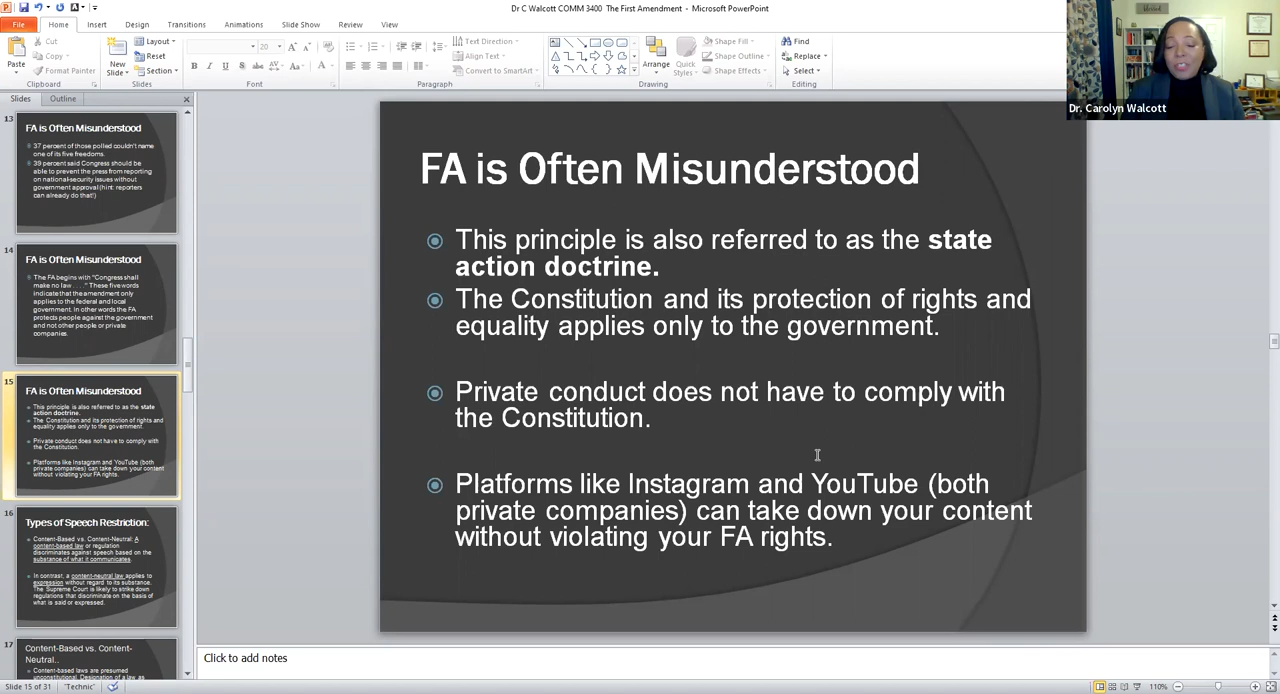 Dr C Walcott COMM 3400 The First Amendment - Microsoft PowerPoint
File Home Insert Design Transitions Animations Slide Show Review View
Paste
Cut
Copy
Format Painter
Clipboard
New
Slide
Layout
Reset
Section
Slides
20
Font
Text Direction
Align Text
Convert to SmartArt
Paragraph
Arrange
Quick
Styles
Shape Fill
Shape Outline
Shape Effects
Drawing
Find
Replace
Select
Editing
Dr. Carolyn Walcott
Slides Outline
13
FA is Often Misunderstood
37 percent of those polled couldn't name
one of its five freedoms.
39 percent said Congress should be
able to prevent the press from reporting
on national-security issues without
government approval (hint: reporters
can already do that!)
14
FA is Often Misunderstood
The FA begins with "Congress shall
make no law . . . ." These five words
indicate that the amendment only
applies to the federal and local
government. In other words the FA
protects people against the government
and not other people or private
companies.
15
FA is Often Misunderstood
This principle is also referred to as the state
action doctrine.
The Constitution and its protection of rights and
equality applies only to the government.
Private conduct does not have to comply with
the Constitution.
Platforms like Instagram and YouTube (both
private companies) can take down your content
without violating your FA rights.
16
Types of Speech Restriction:
Content-Based vs. Content-Neutral: A
content-based law or regulation
discriminates against speech based on the
substance of what it communicates.
In contrast, a content-neutral law applies to
expression without regard to its substance.
The Supreme Court is likely to strike down
regulations that discriminate on the basis of
what is said or expressed.
17
Content-Based vs. Content-
Neutral..
Content-based laws are presumed
unconstitutional. Designation of a law as
FA is Often Misunderstood
This principle is also referred to as the state
action doctrine.
The Constitution and its protection of rights and
equality applies only to the government.
Private conduct does not have to comply with
the Constitution.
Platforms like Instagram and YouTube (both
private companies) can take down your content
without violating your FA rights.
Click to add notes
Slide 15 of 31 'Technic' 110%